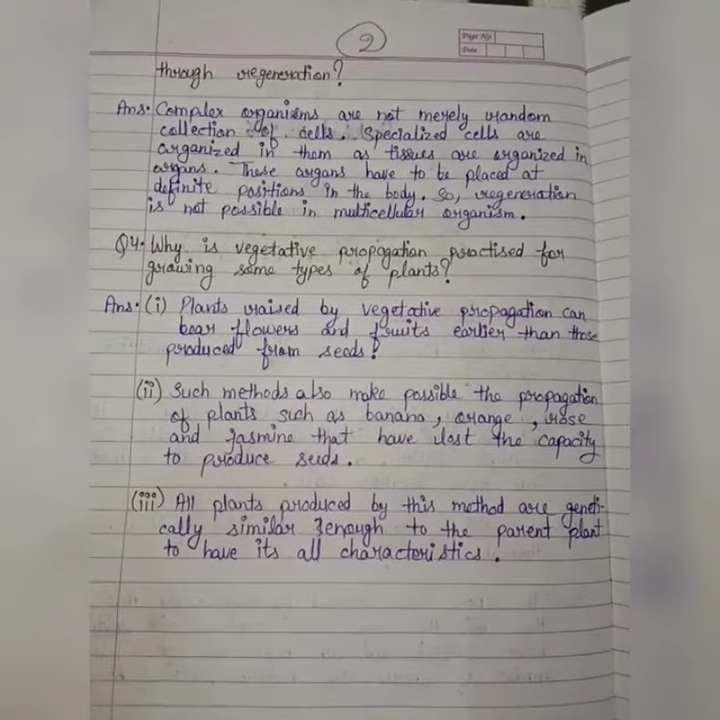 2
Page No.
Date
through regeneration?
Ans. Complex organisms are not merely random
collection of cells. Specialized cells are
organized in them as tissues are organized in
organs. These organs have to be placed at
definite positions in the body. So, regeneration
is not possible in multicellular organism.
Q4. Why is vegetative propogation practised for
growing some types of plants?
Ans. (i) Plants raised by vegetative propagation can
bear flowers and fruits earlier than those
produced from seeds!
(ii) Such methods also make possible the propagation
of plants such as banana, orange, rose
and jasmine that have lost the capacity
to produce seeds.
(iii) All plants produced by this method are geneti-
cally similar enough to the parent plant
to have its all characteristics.